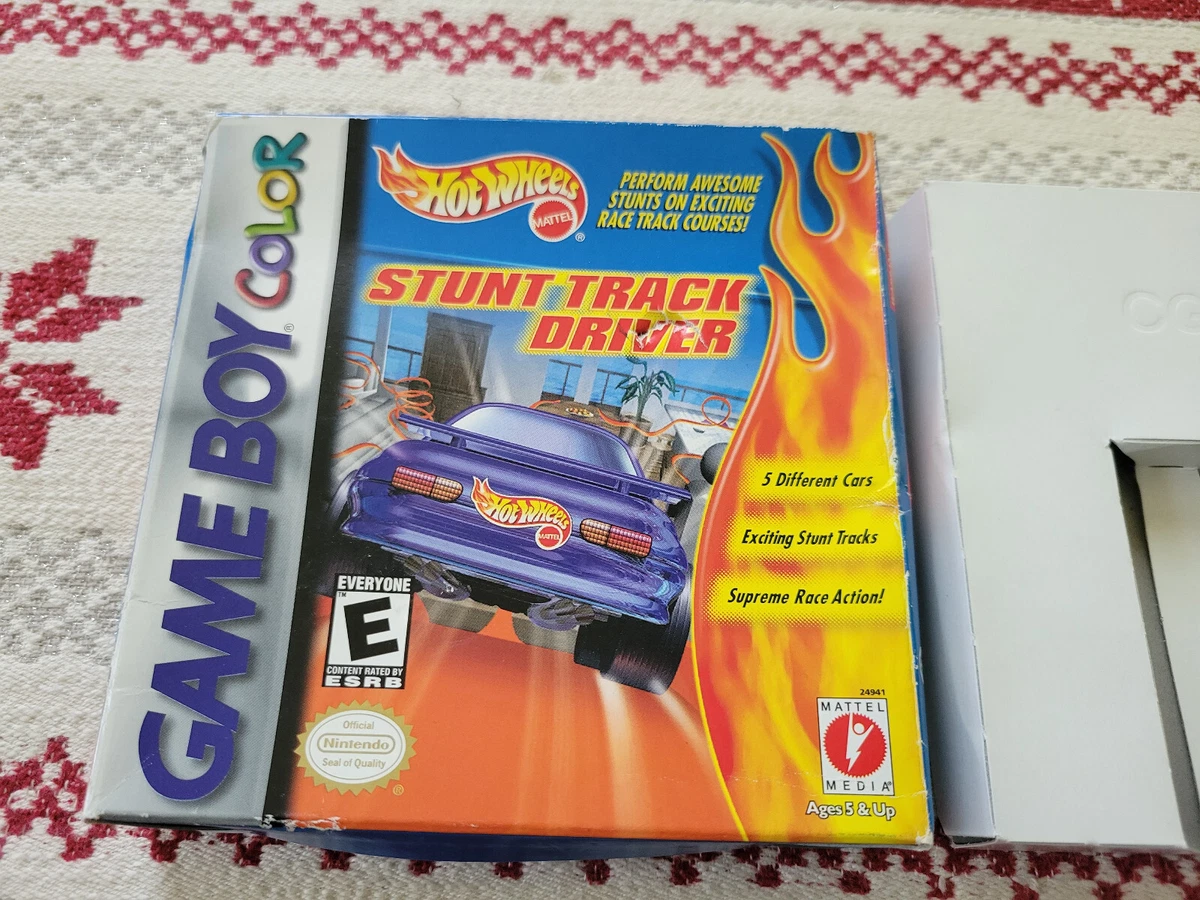 GAME BOY COLOR
®
HOT WHEELS
MATTEL
®
PERFORM AWESOME
STUNTS ON EXCITING
RACE TRACK COURSES!
STUNT TRACK
DRIVER
HOT WHEELS
MATTEL
5 Different Cars
Exciting Stunt Tracks
Supreme Race Action!
EVERYONE
TM
E
CONTENT RATED BY
ESRB
Official
Nintendo
Seal of Quality
®
24941
MATTEL
MEDIA®
Ages 5 & Up